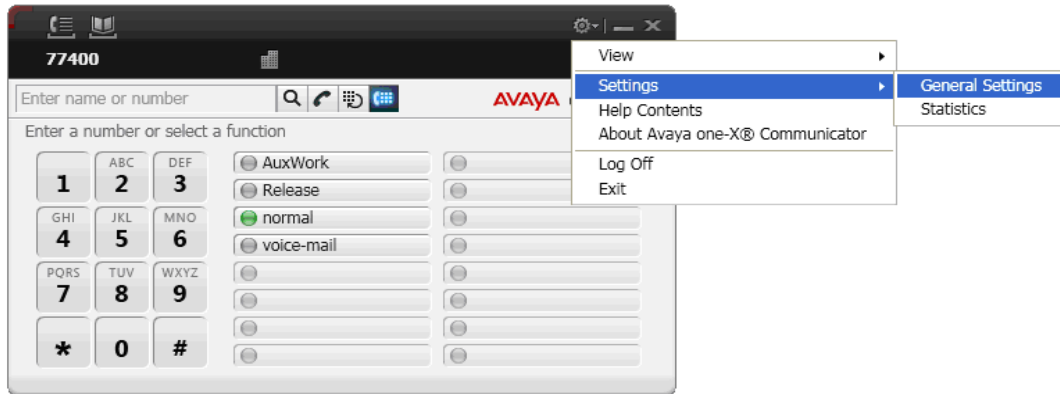 77400
View
Settings
General Settings
Statistics
Help Contents
About Avaya one-X® Communicator
Log Off
Exit
Enter name or number
AVAYA
Enter a number or select a function
1
ABC
2
DEF
3
GHI
4
JKL
5
MNO
6
PQRS
7
TUV
8
WXYZ
9
*
0
#
AuxWork
Release
normal
voice-mail